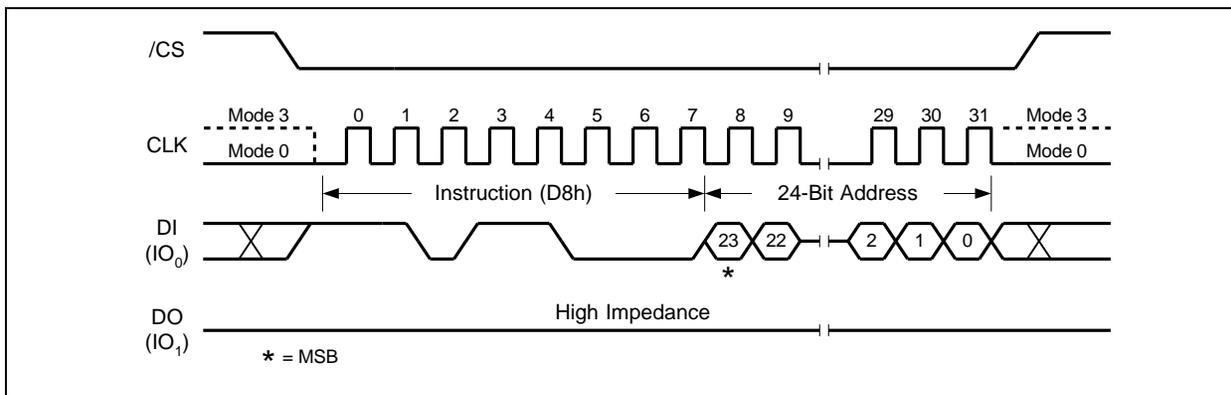 /CS
Mode 3 0 1 2 3 4 5 6 7 8 9 29 30 31 Mode 3
CLK
Mode 0 Mode 0
Instruction (D8h) 24-Bit Address
DI
(IO0)
23 22 2 1 0
*
High Impedance
DO
(IO1)
* = MSB